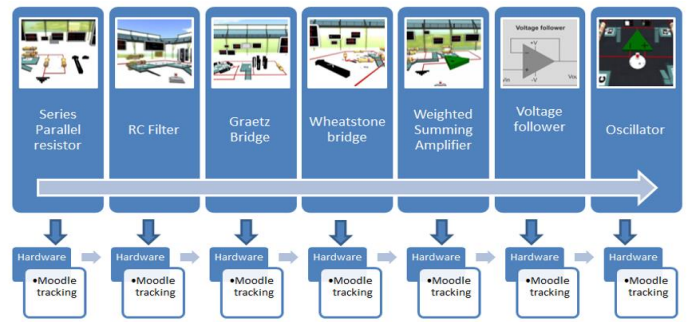 Voltage follower
+V
-V
Series
Parallel
resistor
RC Filter
Graetz
Bridge
Wheatstone
bridge
Weighted
Summing
Amplifier
Voltage
follower
Oscillator
Hardware
•Moodle
tracking
Hardware
•Moodle
tracking
Hardware
•Moodle
tracking
Hardware
•Moodle
tracking
Hardware
•Moodle
tracking
Hardware
•Moodle
tracking
Hardware
•Moodle
tracking